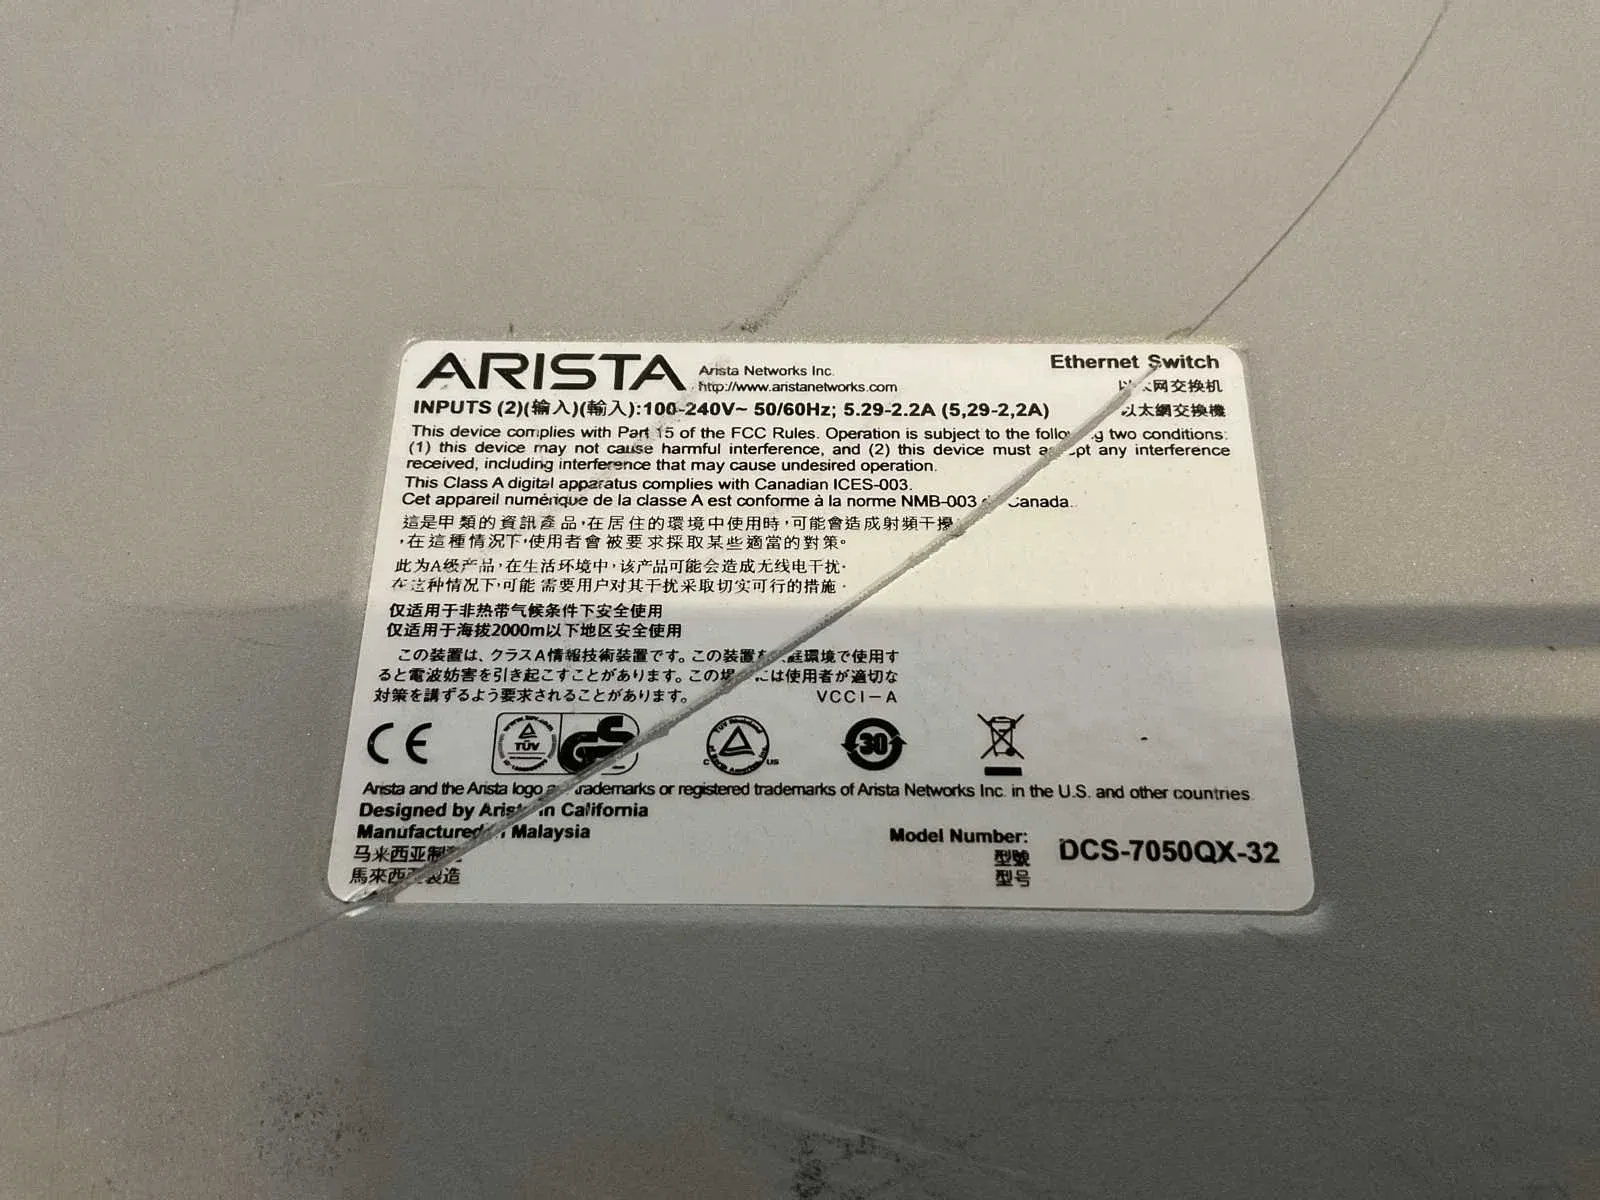 ARISTA
Arista Networks Inc.
http://www.aristanetworks.com
Ethernet Switch
以太网交换机
以太網交換機
INPUTS (2)(输入)(輸入):100-240V~ 50/60Hz; 5.29-2.2A (5,29-2,2A)
This device complies with Part 15 of the FCC Rules. Operation is subject to the following two conditions:
(1) this device may not cause harmful interference, and (2) this device must accept any interference
received, including interference that may cause undesired operation.
This Class A digital apparatus complies with Canadian ICES-003.
Cet appareil numérique de la classe A est conforme à la norme NMB-003 du Canada.
這是甲類的資訊產品，在居住的環境中使用時，可能會造成射頻干擾
，在這種情況下，使用者會被要求採取某些適當的對策。
此为A级产品，在生活环境中，该产品可能会造成无线电干扰.
在这种情况下，可能需要用户对其干扰采取切实可行的措施.
仅适用于非热带气候条件下安全使用
仅适用于海拔2000m以下地区安全使用
この装置は、クラスA情報技術装置です。この装置を家庭環境で使用す
ると電波妨害を引き起こすことがあります。この場合には使用者が適切な
対策を講ずるよう要求されることがあります。 VCCI-A
CE
www.tuv.com
TÜV
GS
TÜV Rheinland
of North America, Inc.
C US
30
Arista and the Arista logo are trademarks or registered trademarks of Arista Networks Inc. in the U.S. and other countries.
Designed by Arista in California
Manufactured in Malaysia
马来西亚制造
馬來西亞製造
Model Number: DCS-7050QX-32
型號
型号